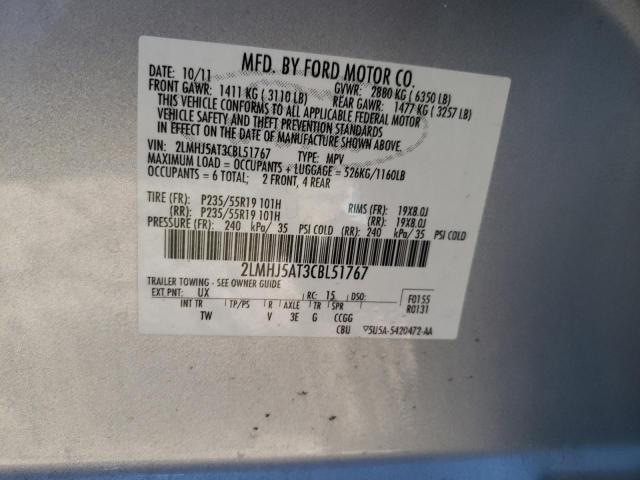 MFD. BY FORD MOTOR CO.
DATE: 10/11 GVWR: 2880 KG ( 6350 LB)
FRONT GAWR: 1411 KG ( 3110 LB) REAR GAWR: 1477 KG ( 3257 LB)
THIS VEHICLE CONFORMS TO ALL APPLICABLE FEDERAL MOTOR
VEHICLE SAFETY AND THEFT PREVENTION STANDARDS
IN EFFECT ON THE DATE OF MANUFACTURE SHOWN ABOVE.
VIN: 2LMHJ5AT3CBL51767 TYPE: MPV
MAXIMUM LOAD = OCCUPANTS + LUGGAGE = 526KG/1160LB
OCCUPANTS = 6 TOTAL; 2 FRONT, 4 REAR
TIRE (FR): P235/55R19 101H RIMS (FR): 19X8.0J
(RR): P235/55R19 101H (RR): 19X8.0J
PRESSURE (FR): 240 kPa/ 35 PSI COLD (RR): 240 kPa/ 35 PSI COLD
2LMHJ5AT3CBL51767
TRAILER TOWING - SEE OWNER GUIDE
EXT PNT: UX RC: 15 DSO: F0155
R0131
INT TR TP/PS R AXLE TR SPR
TW V 3E G CCGG
CBU 5U5A-5420472-AA